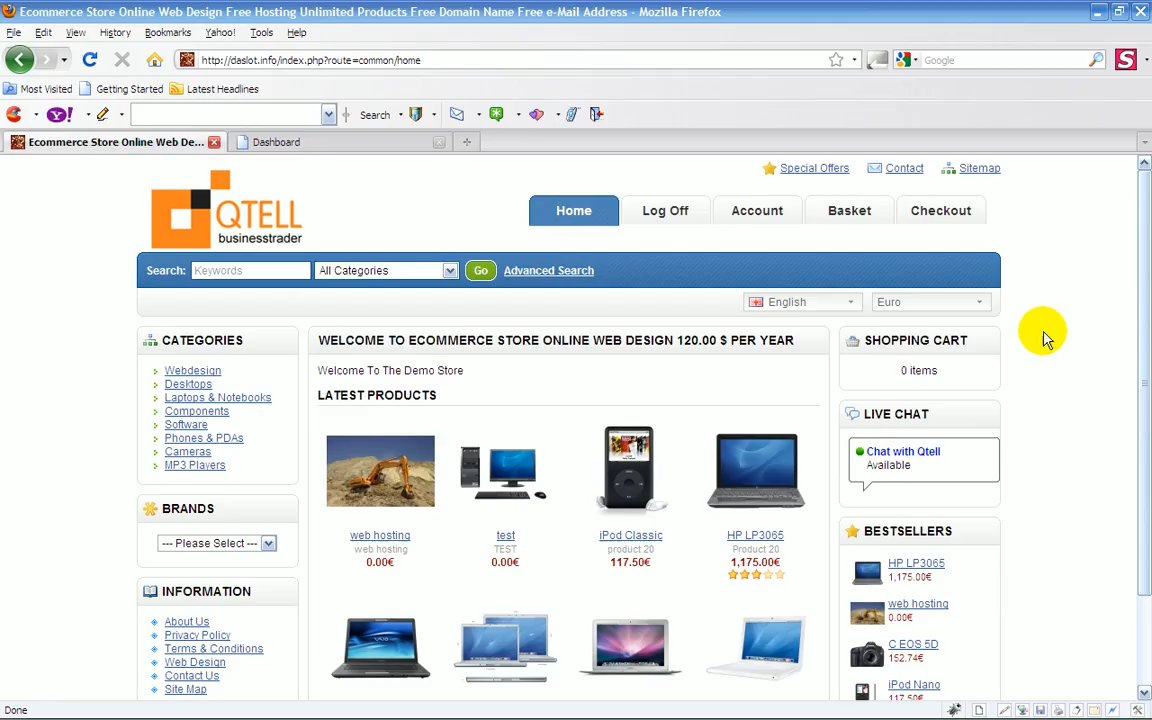 Ecommerce Store Online Web Design Free Hosting Unlimited Products Free Domain Name Free e-Mail Address - Mozilla Firefox
File Edit View History Bookmarks Yahoo! Tools Help
http://daslot.info/index.php?route=common/home
Google
S
Most Visited Getting Started Latest Headlines
Y! Search
Ecommerce Store Online Web De... Dashboard
Special Offers Contact Sitemap
QTELL
businesstrader
Home Log Off Account Basket Checkout
Search: Keywords All Categories Go Advanced Search
English Euro
CATEGORIES
Webdesign
Desktops
Laptops & Notebooks
Components
Software
Phones & PDAs
Cameras
MP3 Players
BRANDS
--- Please Select ---
INFORMATION
About Us
Privacy Policy
Terms & Conditions
Web Design
Contact Us
Site Map
WELCOME TO ECOMMERCE STORE ONLINE WEB DESIGN 120.00 $ PER YEAR
Welcome To The Demo Store
LATEST PRODUCTS
web hosting
web hosting
0.00€
test
TEST
0.00€
iPod Classic
product 20
117.50€
HP LP3065
Product 20
1,175.00€
SHOPPING CART
0 items
LIVE CHAT
Chat with Qtell
Available
BESTSELLERS
HP LP3065
1,175.00€
web hosting
0.00€
C EOS 5D
152.74€
iPod Nano
117.50€
Done